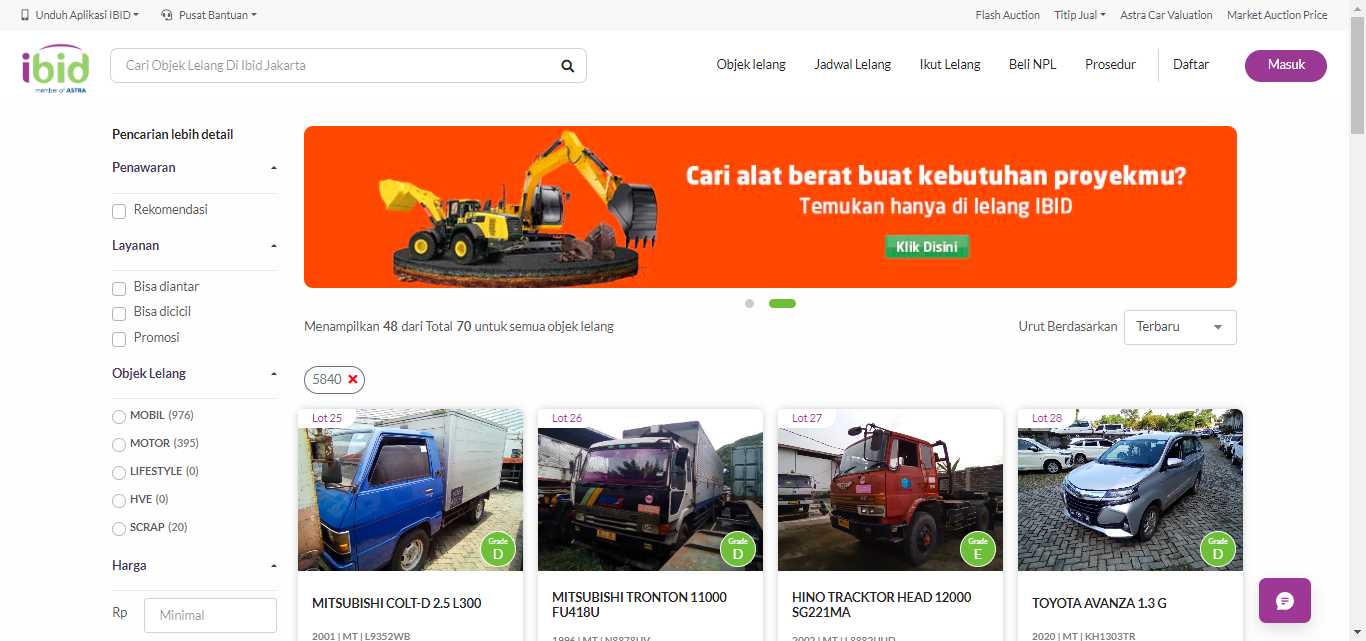 Unduh Aplikasi IBID Pusat Bantuan Flash Auction Titip Jual Astra Car Valuation Market Auction Price
ibid
member of ASTRA
Cari Objek Lelang Di Ibid Jakarta
Objek lelang Jadwal Lelang Ikut Lelang Beli NPL Prosedur Daftar Masuk
Pencarian lebih detail
Penawaran
Rekomendasi
Layanan
Bisa diantar
Bisa dicicil
Promosi
Objek Lelang
MOBIL (976)
MOTOR (395)
LIFESTYLE (0)
HVE (0)
SCRAP (20)
Harga
Rp Minimal
Cari alat berat buat kebutuhan proyekmu?
Temukan hanya di lelang IBID
Klik Disini
Menampilkan 48 dari Total 70 untuk semua objek lelang
Urut Berdasarkan Terbaru
5840
Lot 25
Grade
D
MITSUBISHI COLT-D 2.5 L300
2001 | MT | L9352WB
Lot 26
Grade
D
MITSUBISHI TRONTON 11000
FU418U
1996 | MT | N8878UV
Lot 27
Grade
E
HINO TRACKTOR HEAD 12000
SG221MA
2002 | MT | L8882UUD
Lot 28
Grade
D
TOYOTA AVANZA 1.3 G
2020 | MT | KH1303TR